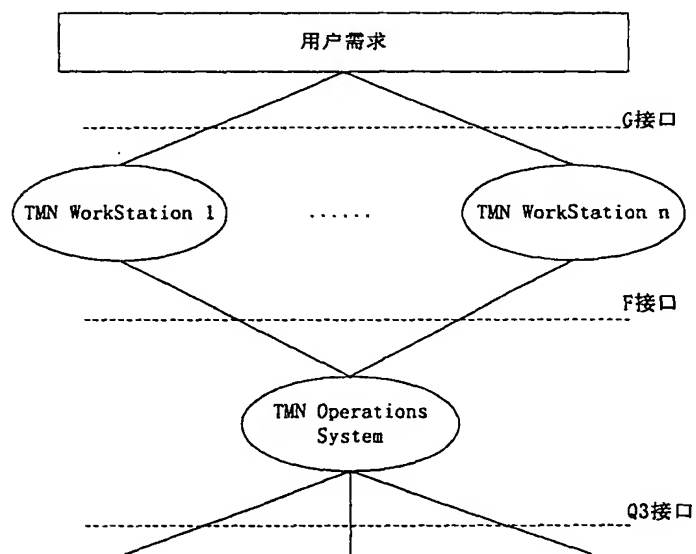 用户需求
G接口
TMN WorkStation 1
......
TMN WorkStation n
F接口
TMN Operations
System
Q3接口